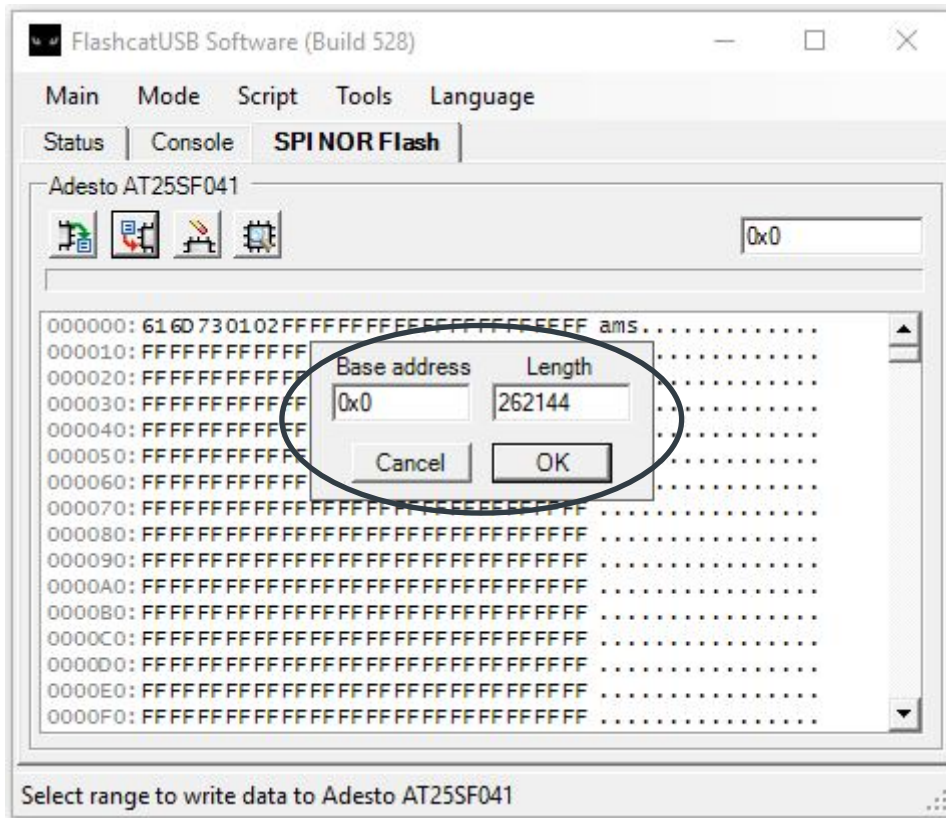 FlashcatUSB Software (Build 528)
Main Mode Script Tools Language
Status Console SPI NOR Flash
Adesto AT25SF041
0x0
000000: 616D730102FFFFFFFFFFFFFFFFFFFFFF ams.............
000010: FFFFFFFFFFFF ............
000020: FFFFFFFFFFFF ............
000030: FFFFFFFFFFFF ............
000040: FFFFFFFFFFFF ............
000050: FFFFFFFFFFFF ............
000060: FFFFFFFFFFFF ............
000070: FFFFFFFFFFFFFFFFFFFFFFFFFFFFFFFF ................
000080: FFFFFFFFFFFFFFFFFFFFFFFFFFFFFFFF ................
000090: FFFFFFFFFFFFFFFFFFFFFFFFFFFFFFFF ................
0000A0: FFFFFFFFFFFFFFFFFFFFFFFFFFFFFFFF ................
0000B0: FFFFFFFFFFFFFFFFFFFFFFFFFFFFFFFF ................
0000C0: FFFFFFFFFFFFFFFFFFFFFFFFFFFFFFFF ................
0000D0: FFFFFFFFFFFFFFFFFFFFFFFFFFFFFFFF ................
0000E0: FFFFFFFFFFFFFFFFFFFFFFFFFFFFFFFF ................
0000F0: FFFFFFFFFFFFFFFFFFFFFFFFFFFFFFFF ................
Base address Length
0x0 262144
Cancel OK
Select range to write data to Adesto AT25SF041